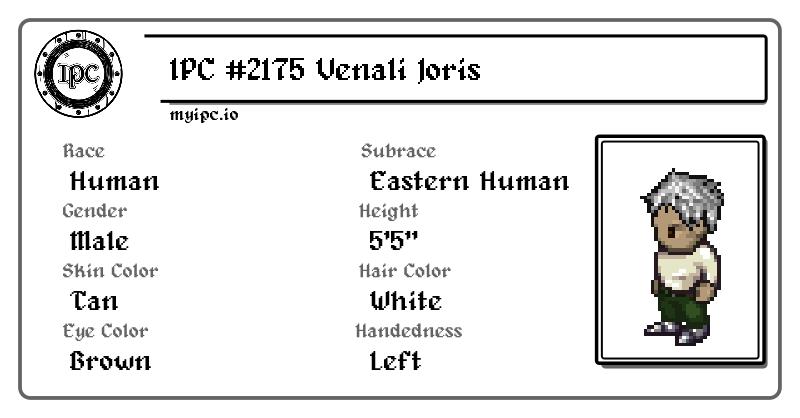 IPC
IPC #2175 Venali Joris
myipc.io
Race
Human
Subrace
Eastern Human
Gender
Male
Height
5'5"
Skin Color
Tan
Hair Color
White
Eye Color
Brown
Handedness
Left